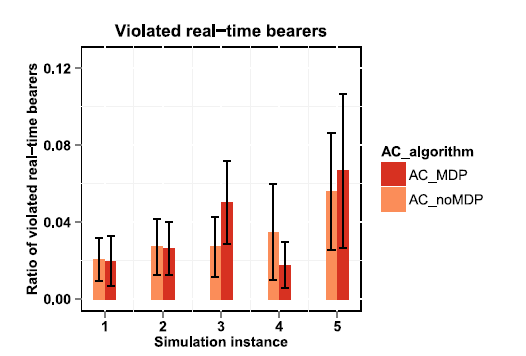 Violated real-time bearers
Ratio of violated real-time bearers
0.12
0.08
0.04
0.00
1 2 3 4 5
Simulation instance
AC_algorithm
AC_MDP
AC_noMDP